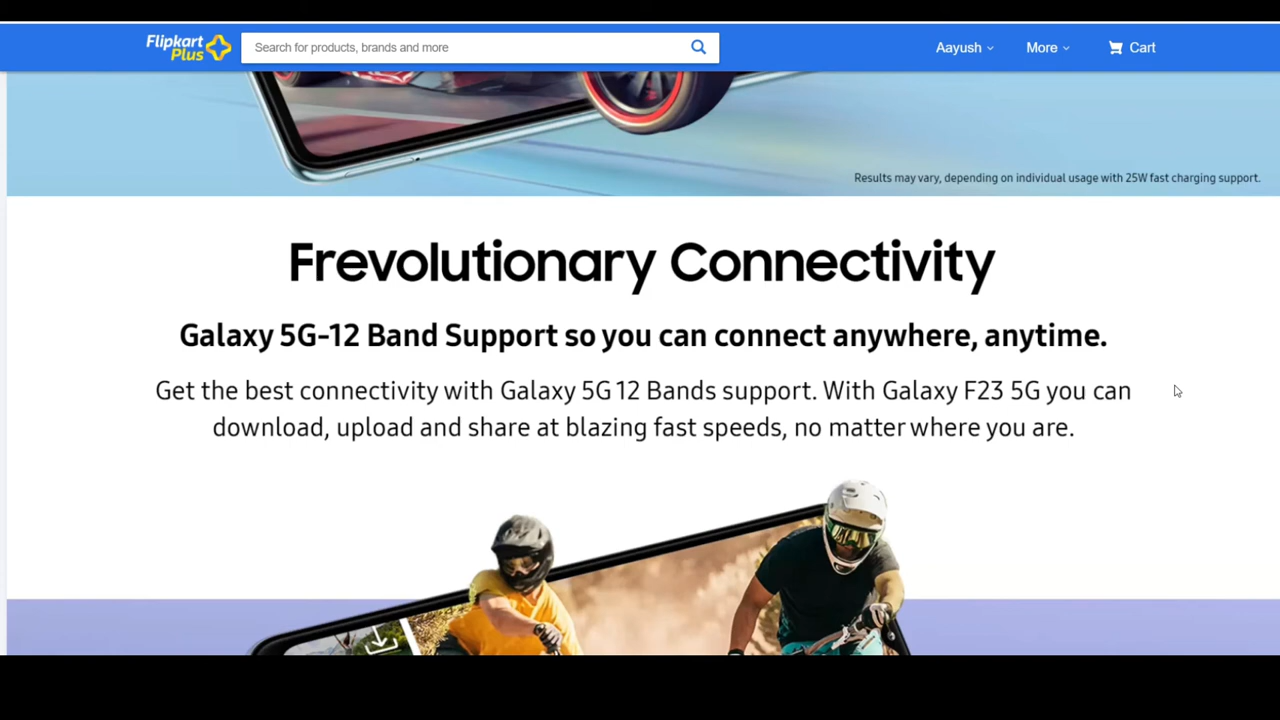 Flipkart
Plus
Search for products, brands and more
Aayush
More
Cart
Results may vary, depending on individual usage with 25W fast charging support.
Frevolutionary Connectivity
Galaxy 5G-12 Band Support so you can connect anywhere, anytime.
Get the best connectivity with Galaxy 5G 12 Bands support. With Galaxy F23 5G you can
download, upload and share at blazing fast speeds, no matter where you are.